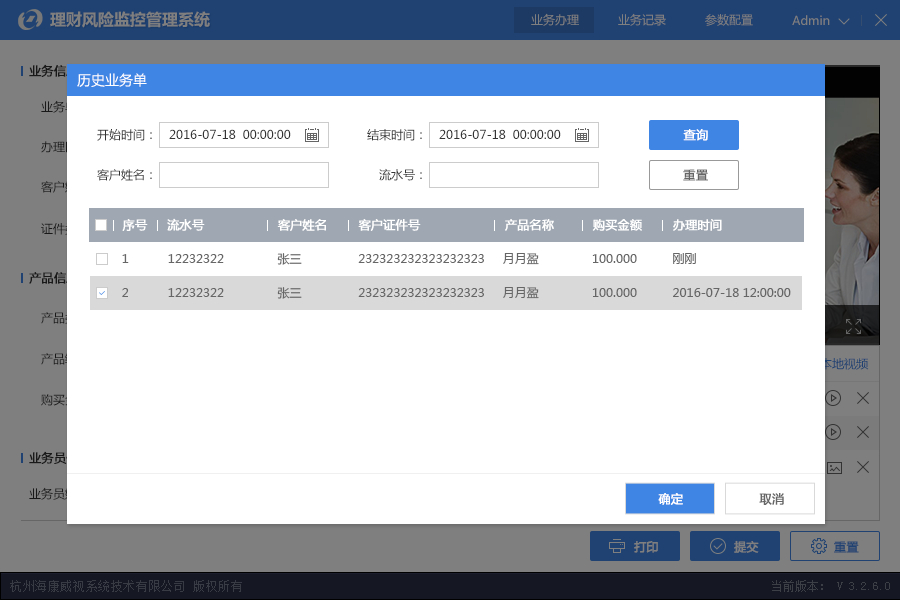 理财风险监控管理系统 业务办理 业务记录 参数配置 Admin
业务信
历史业务单
业务
办理
客户
证件
产品信
产品
产品
购买
业务员
业务员
开始时间： 2016-07-18 00:00:00 结束时间： 2016-07-18 00:00:00 查询
客户姓名： 流水号： 重置
序号 流水号 客户姓名 客户证件号 产品名称 购买金额 办理时间
1 12232322 张三 232323232323232323 月月盈 100.000 刚刚
2 12232322 张三 232323232323232323 月月盈 100.000 2016-07-18 12:00:00
本地视频
确定 取消
打印 提交 重置
杭州海康威视系统技术有限公司 版权所有 当前版本： V 3.2.6.0